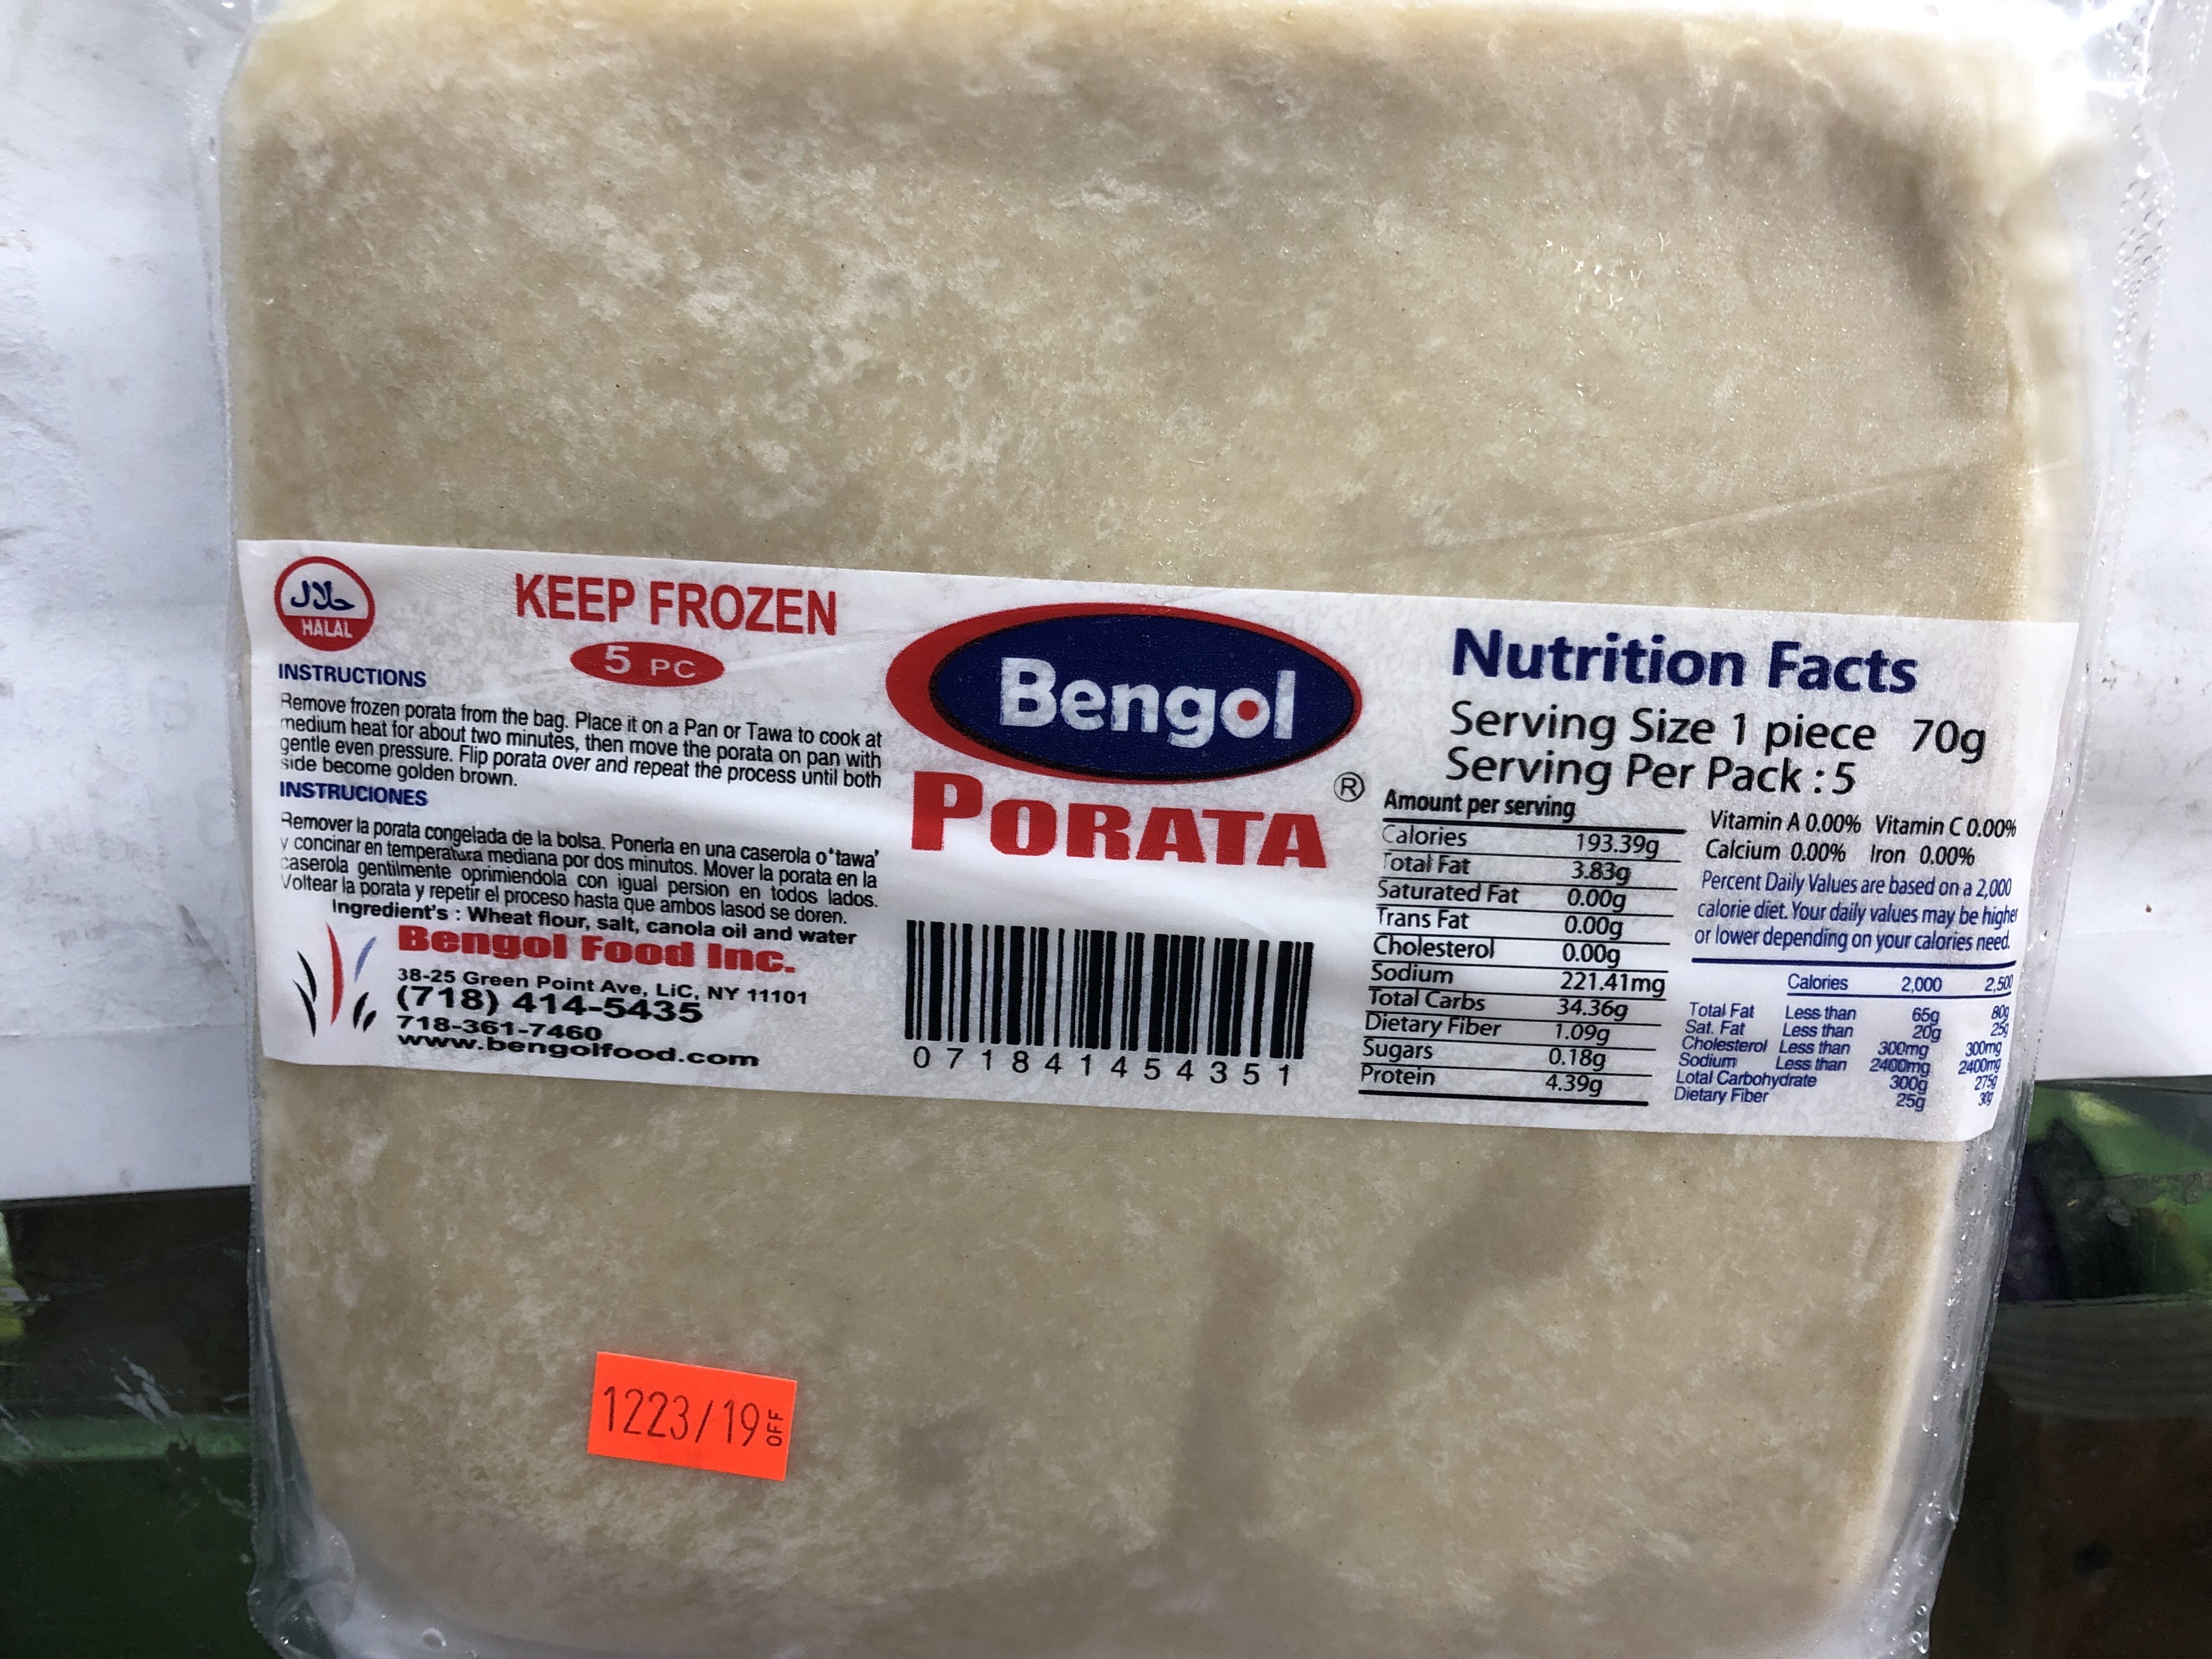 حلال
HALAL
KEEP FROZEN
5 PC
INSTRUCTIONS
Remove frozen porata from the bag. Place it on a Pan or Tawa to cook at
medium heat for about two minutes, then move the porata on pan with
gentle even pressure. Flip porata over and repeat the process until both
side become golden brown.
INSTRUCIONES
Remover la porata congelada de la bolsa. Ponerla en una caserola o 'tawa'
y concinar en temperatura mediana por dos minutos. Mover la porata en la
caserola gentilmente oprimiendola con igual persion en todos lados.
Voltear la porata y repetir el proceso hasta que ambos lasod se doren.
Ingredient's : Wheat flour, salt, canola oil and water
Bengol Food Inc.
38-25 Green Point Ave, LiC, NY 11101
(718) 414-5435
718-361-7460
www.bengolfood.com
Bengol
PORATA ®
0 7 1 8 4 1 4 5 4 3 5 1
Nutrition Facts
Serving Size 1 piece 70g
Serving Per Pack : 5
Amount per serving
Calories 193.39g
Total Fat 3.83g
Saturated Fat 0.00g
Trans Fat 0.00g
Cholesterol 0.00g
Sodium 221.41mg
Total Carbs 34.36g
Dietary Fiber 1.09g
Sugars 0.18g
Protein 4.39g
Vitamin A 0.00% Vitamin C 0.00%
Calcium 0.00% Iron 0.00%
Percent Daily Values are based on a 2,000
calorie diet. Your daily values may be higher
or lower depending on your calories need.
Calories 2,000 2,500
Total Fat Less than 65g 80g
Sat. Fat Less than 20g 25g
Cholesterol Less than 300mg 300mg
Sodium Less than 2400mg 2400mg
Lotal Carbohydrate 300g 275g
Dietary Fiber 25g 30g
1223/19 OFF